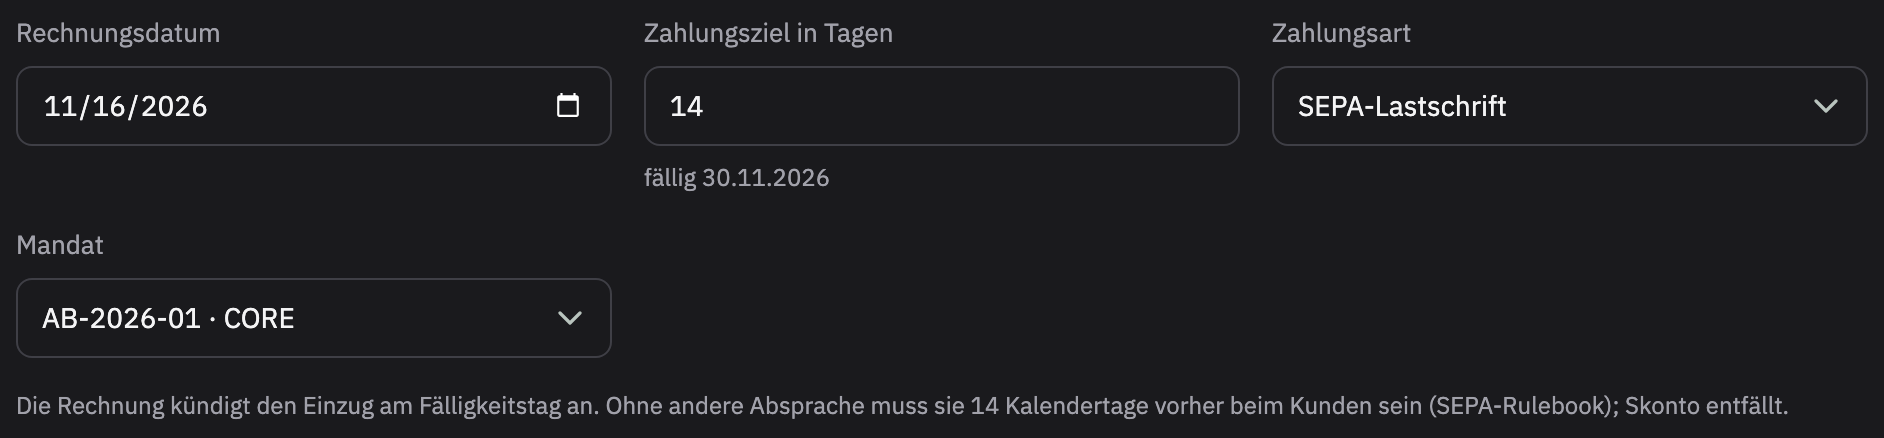 Rechnungsdatum
Zahlungsziel in Tagen
Zahlungsart
11/16/2026
14
SEPA-Lastschrift
fällig 30.11.2026
Mandat
AB-2026-01 · CORE
Die Rechnung kündigt den Einzug am Fälligkeitstag an. Ohne andere Absprache muss sie 14 Kalendertage vorher beim Kunden sein (SEPA-Rulebook); Skonto entfällt.